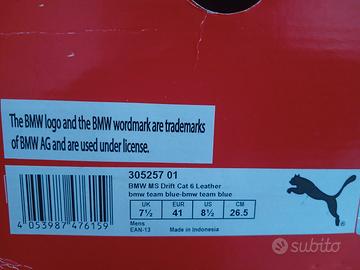 The BMW logo and the BMW wordmark are trademarks
of BMW AG and are used under license.
305257 01
BMW MS Drift Cat 6 Leather
bmw team blue-bmw team blue
UK EUR US CM
7½ 41 8½ 26.5
Mens
4 053987 476159
EAN-13 Made in Indonesia
subito